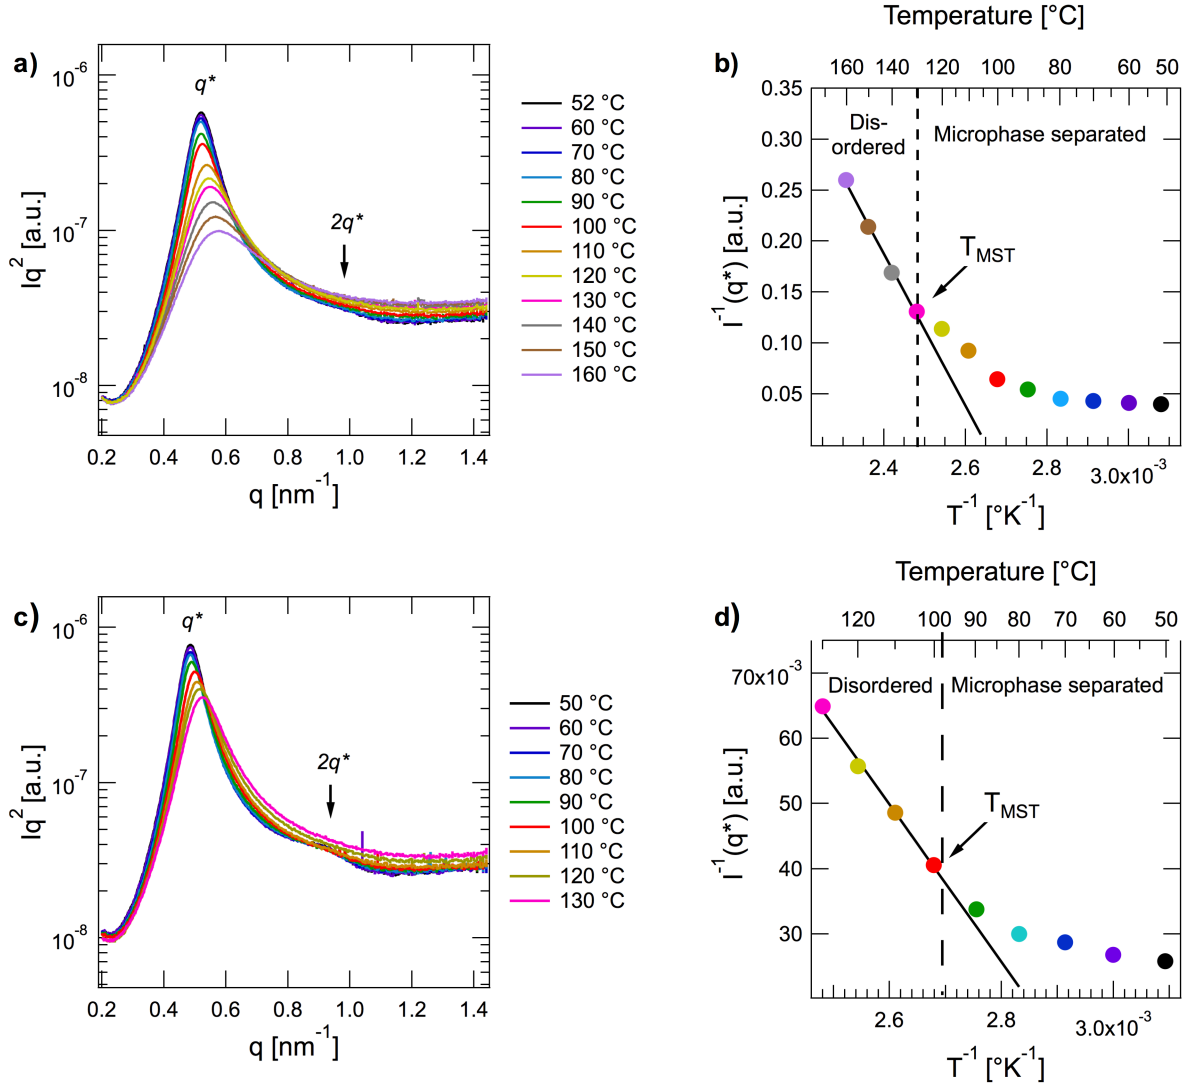 a)
q*
2q*
10⁻⁶
10⁻⁷
10⁻⁸
Iq² [a.u.]
0.2 0.4 0.6 0.8 1.0 1.2 1.4
q [nm⁻¹]
52 °C
60 °C
70 °C
80 °C
90 °C
100 °C
110 °C
120 °C
130 °C
140 °C
150 °C
160 °C
b)
Temperature [°C]
160 140 120 100 80 60 50
0.35
0.30
0.25
0.20
0.15
0.10
0.05
I⁻¹(q*) [a.u.]
Dis-
ordered
Microphase separated
T_MST
2.4 2.6 2.8 3.0x10⁻³
T⁻¹ [°K⁻¹]
c)
q*
2q*
10⁻⁶
10⁻⁷
10⁻⁸
Iq² [a.u.]
0.2 0.4 0.6 0.8 1.0 1.2 1.4
q [nm⁻¹]
50 °C
60 °C
70 °C
80 °C
90 °C
100 °C
110 °C
120 °C
130 °C
d)
Temperature [°C]
120 100 90 80 70 60 50
70x10⁻³
60
50
40
30
I⁻¹(q*) [a.u.]
Disordered
Microphase separated
T_MST
2.6 2.8 3.0x10⁻³
T⁻¹ [°K⁻¹]